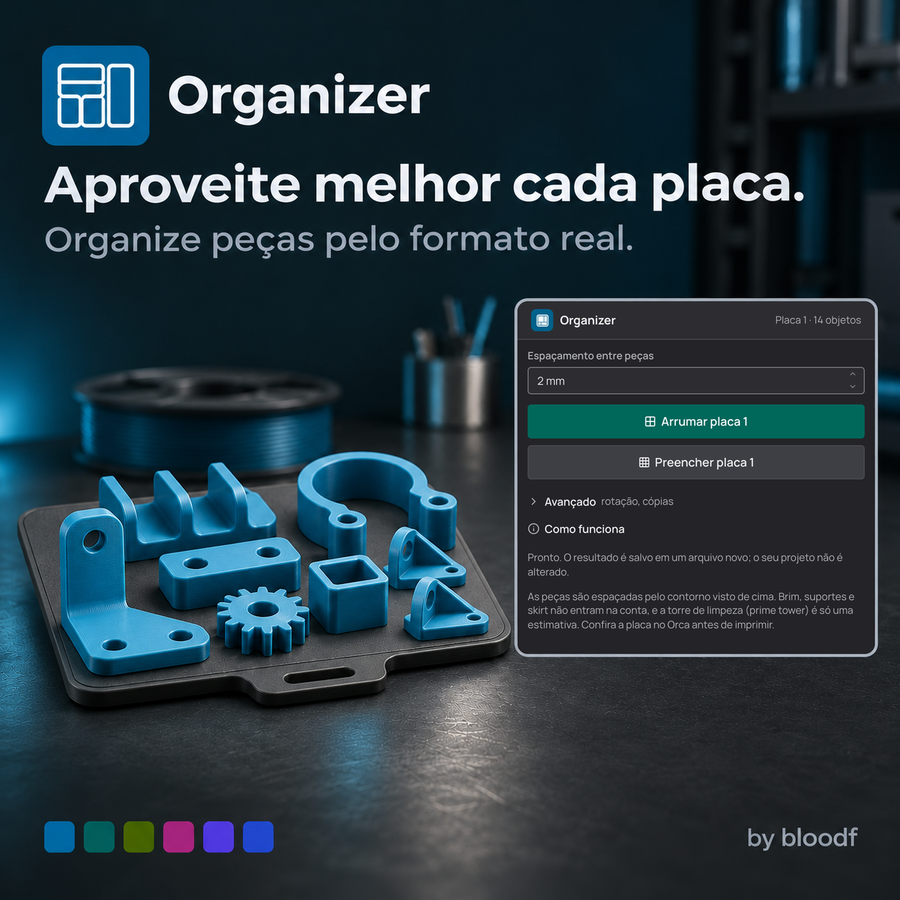 Organizer
Aproveite melhor cada placa.
Organize peças pelo formato real.
Organizer
Placa 1 · 14 objetos
Espaçamento entre peças
2 mm
Arrumar placa 1
Preencher placa 1
Avançado rotação, cópias
Como funciona
Pronto. O resultado é salvo em um arquivo novo; o seu projeto não é
alterado.
As peças são espaçadas pelo contorno visto de cima. Brim, suportes e
skirt não entram na conta, e a torre de limpeza (prime tower) é só uma
estimativa. Confira a placa no Orca antes de imprimir.
by bloodf